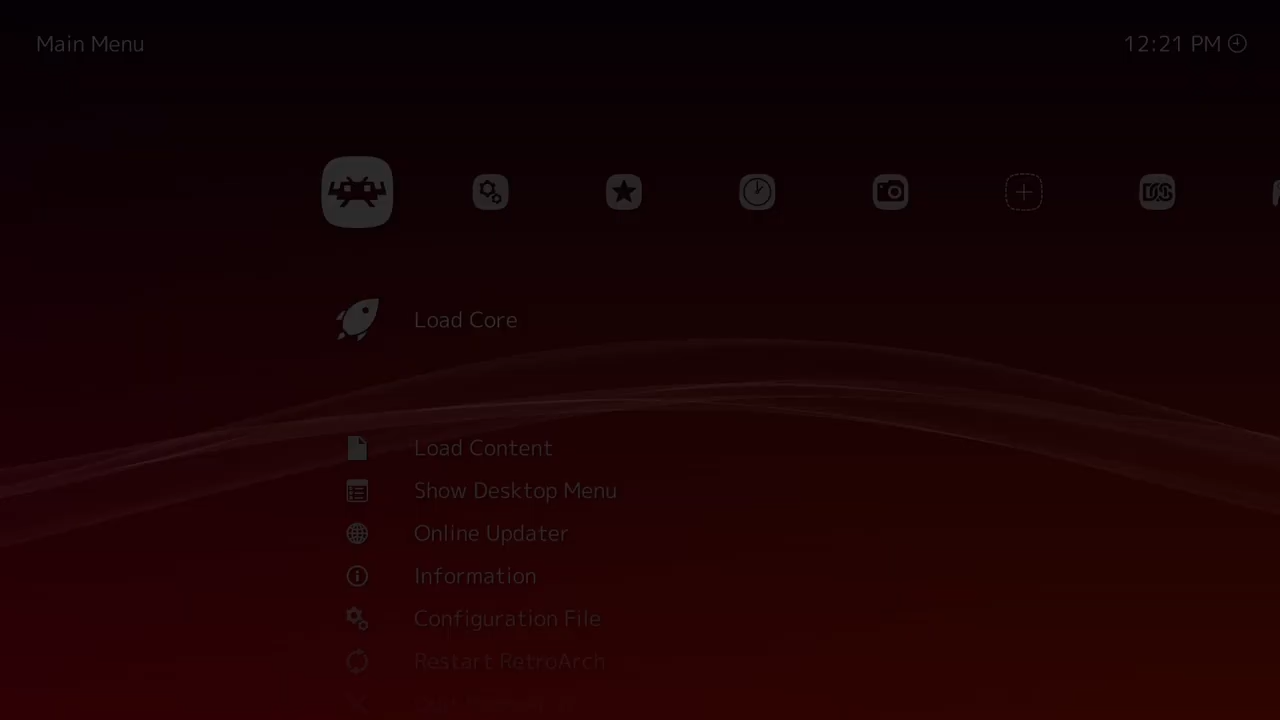 Main Menu
12:21 PM
Load Core
Load Content
Show Desktop Menu
Online Updater
Information
Configuration File
Restart RetroArch